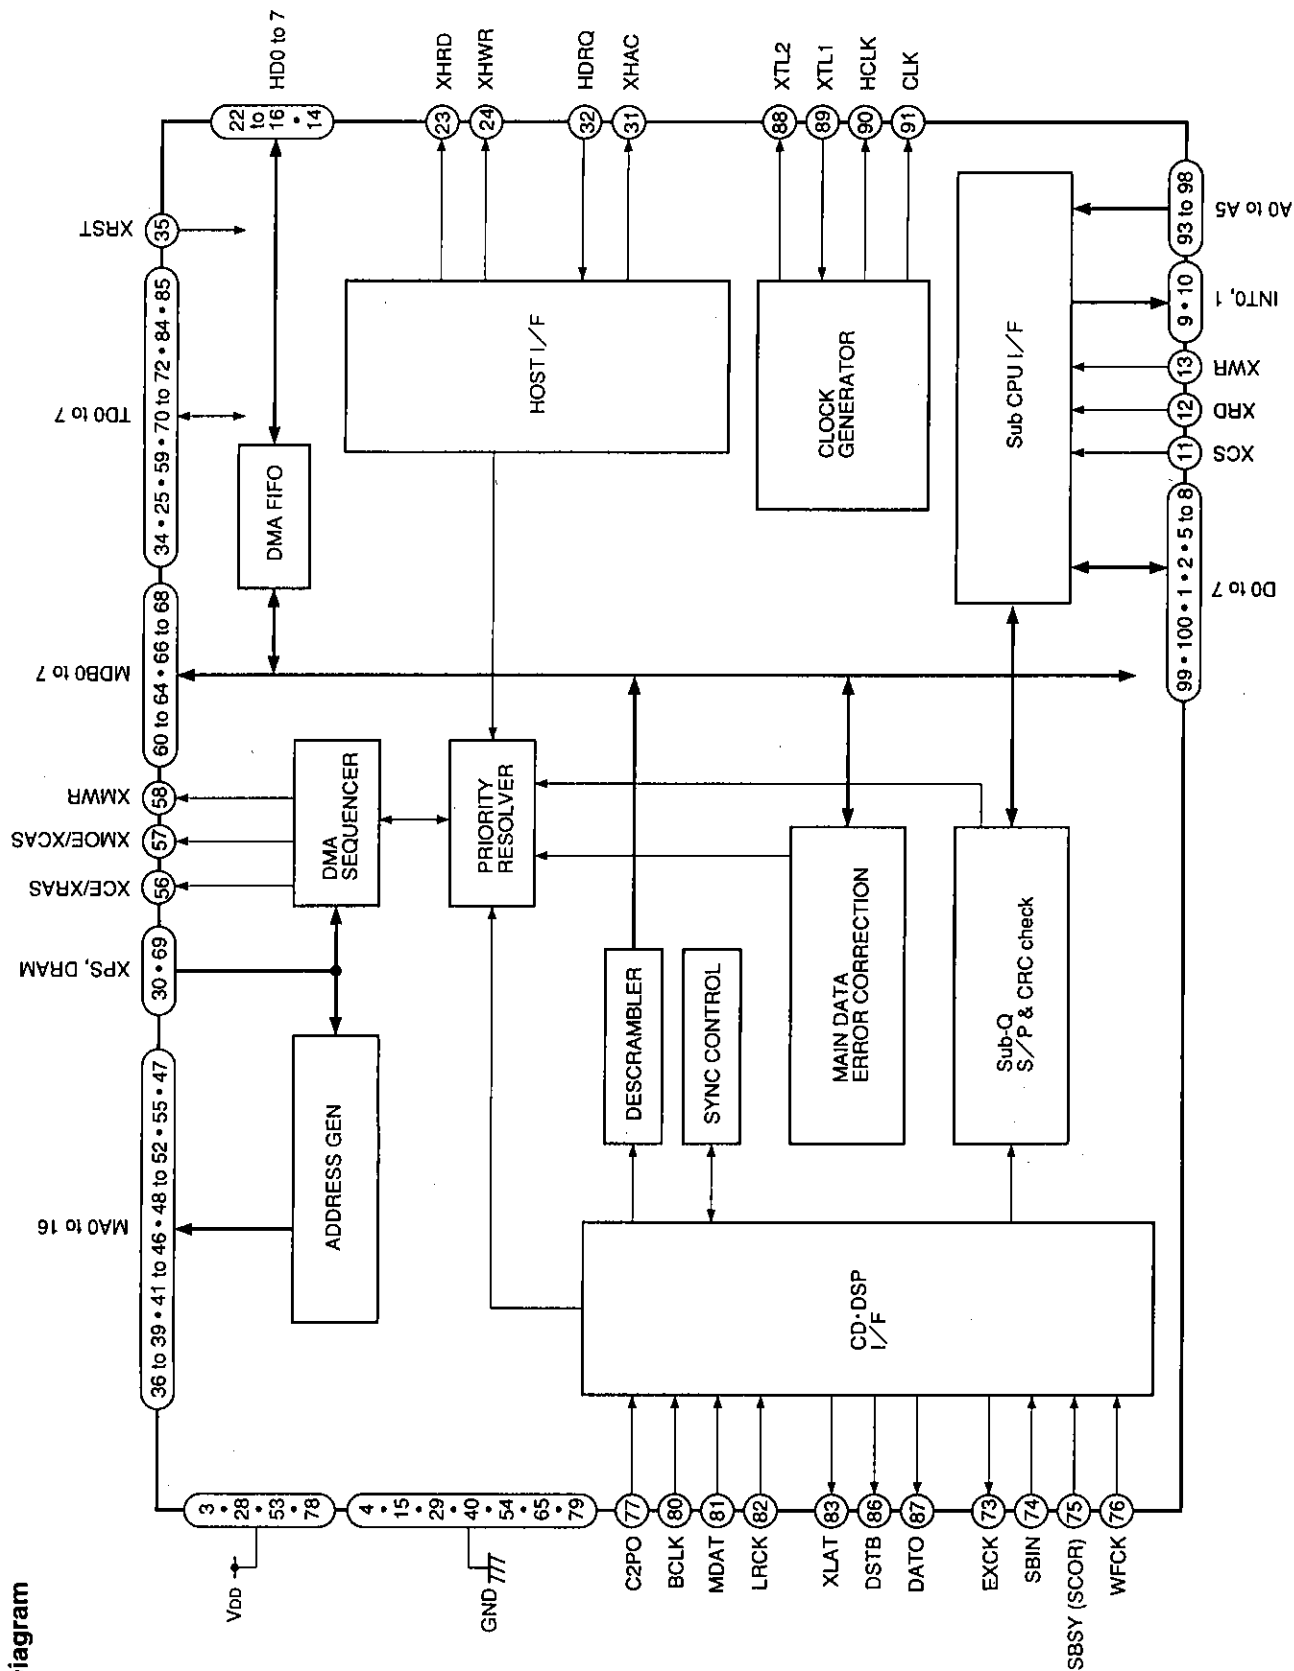 iagram
VDD
3 • 28 • 53 • 78
GND
4 • 15 • 29 • 40 • 54 • 65 • 79
C2PO 77
BCLK 80
MDAT 81
LRCK 82
XLAT 83
DSTB 86
DATO 87
EXCK 73
SBIN 74
SBSY (SCOR) 75
WFCK 76
MA0 to 16
36 to 39 • 41 to 46 • 48 to 52 • 55 • 47
XPS, DRAM
30 • 69
XCE/XRAS
56
XMOE/XCAS
57
XMWR
58
MDB0 to 7
60 to 64 • 66 to 68
TD0 to 7
34 • 25 • 59 • 70 to 72 • 84 • 85
XRST
35
ADDRESS GEN
DMA
SEQUENCER
PRIORITY
RESOLVER
DMA FIFO
HOST I/F
CLOCK
GENERATOR
Sub CPU I/F
DESCRAMBLER
SYNC CONTROL
MAIN DATA
ERROR CORRECTION
Sub-Q
S/P & CRC check
CD·DSP
I/F
22
to
16 • 14
HD0 to 7
23 XHRD
24 XHWR
32 HDRQ
31 XHAC
88 XTL2
89 XTL1
90 HCLK
91 CLK
99 • 100 • 1 • 2 • 5 to 8
D0 to 7
11
XCS
12
XRD
13
XWR
9 • 10
INT0, 1
93 to 98
A0 to A5